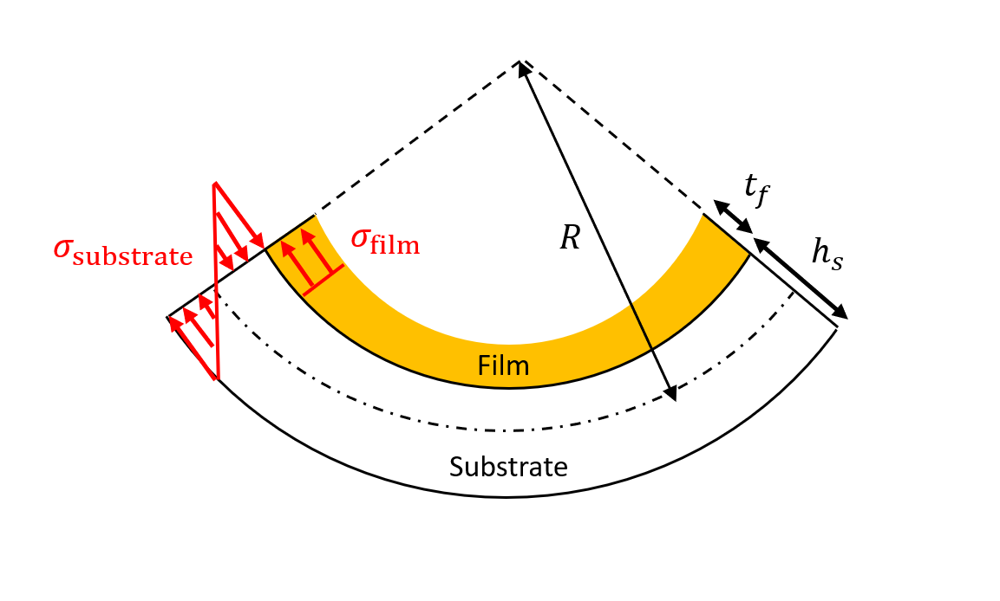 t_f
R
σ_film
h_s
σ_substrate
Film
Substrate